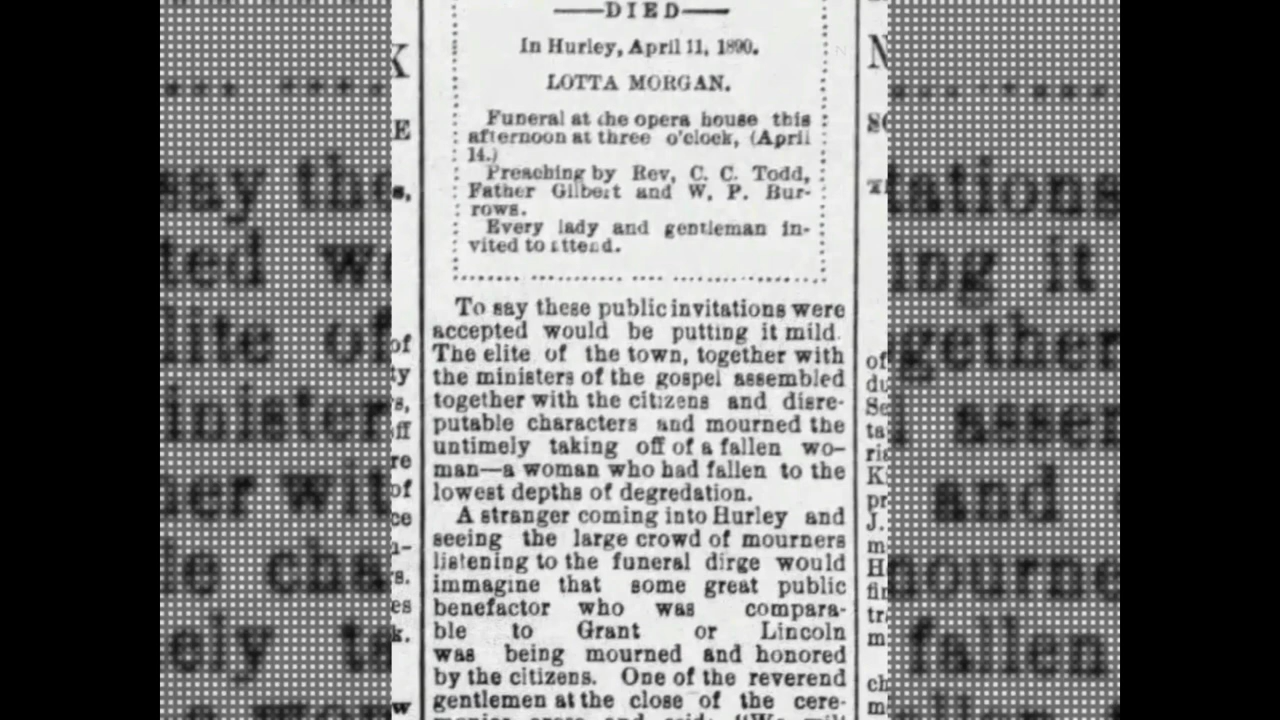 —DIED—
In Hurley, April 11, 1890.
LOTTA MORGAN.
Funeral at the opera house this
afternoon at three o'clock, (April
14.)
Preaching by Rev, C. C. Todd,
Father Gilbert and W. P. Bur-
rows.
Every lady and gentleman in-
vited to attend.
To say these public invitations were
accepted would be putting it mild.
The elite of the town, together with
the ministers of the gospel assembled
together with the citizens and disre-
putable characters and mourned the
untimely taking off of a fallen wo-
man—a woman who had fallen to the
lowest depths of degredation.
A stranger coming into Hurley and
seeing the large crowd of mourners
listening to the funeral dirge would
immagine that some great public
benefactor who was compara-
ble to Grant or Lincoln
was being mourned and honored
by the citizens. One of the reverend
gentlemen at the close of the cere-